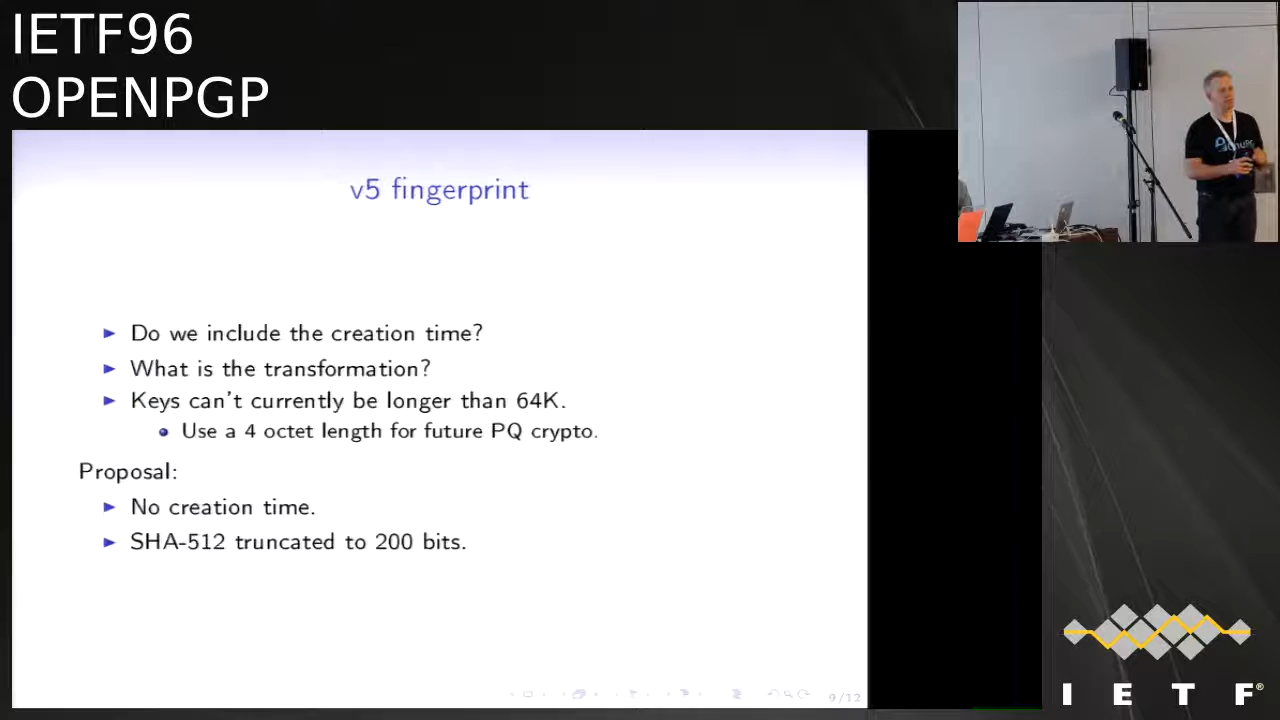 IETF96
OPENPGP
v5 fingerprint
Do we include the creation time?
What is the transformation?
Keys can't currently be longer than 64K.
Use a 4 octet length for future PQ crypto.
Proposal:
No creation time.
SHA-512 truncated to 200 bits.
9/12
I E T F®